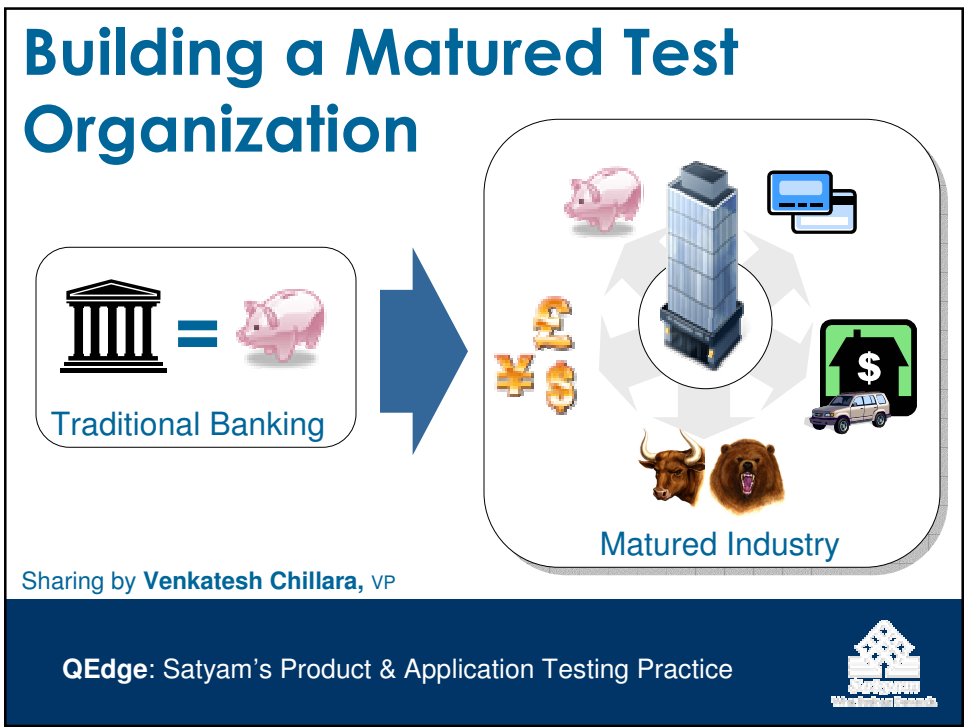 Building a Matured Test
Organization
=
Traditional Banking
£
¥ $
$
Matured Industry
Sharing by Venkatesh Chillara, VP
QEdge: Satyam's Product & Application Testing Practice
Satyam